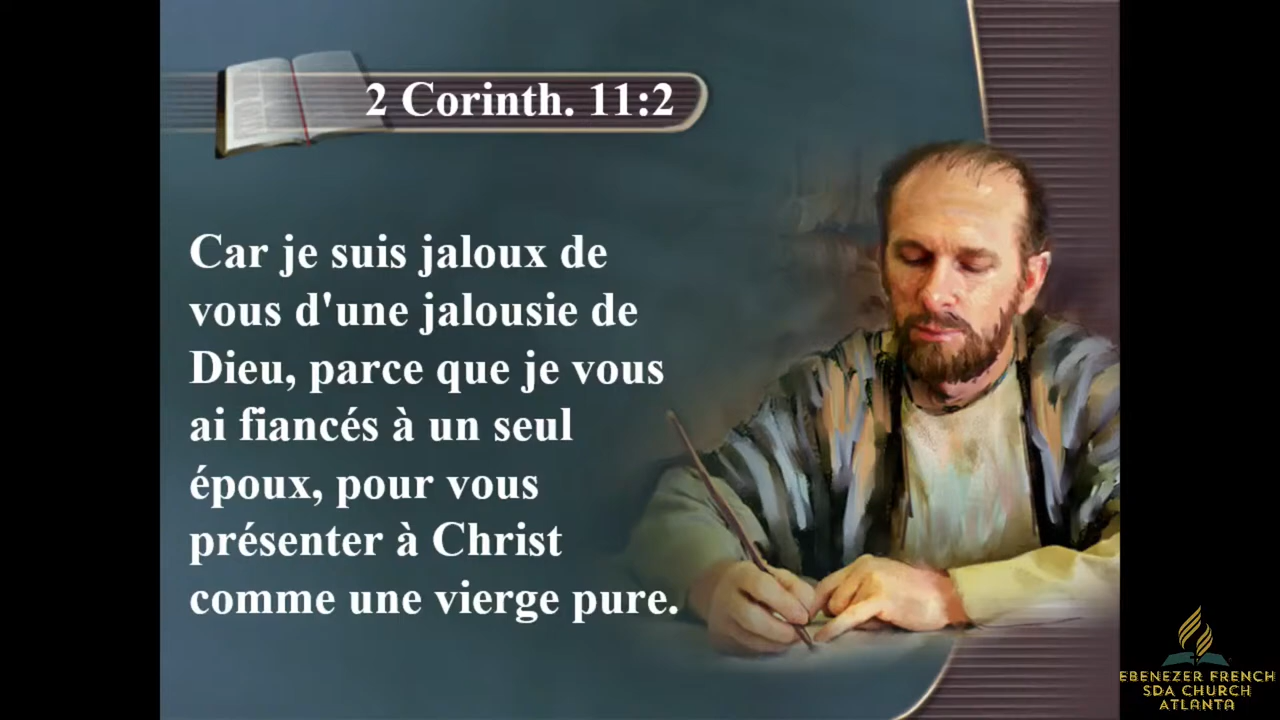 2 Corinth. 11:2
Car je suis jaloux de
vous d'une jalousie de
Dieu, parce que je vous
ai fiancés à un seul
époux, pour vous
présenter à Christ
comme une vierge pure.
EBENEZER FRENCH
SDA CHURCH
ATLANTA